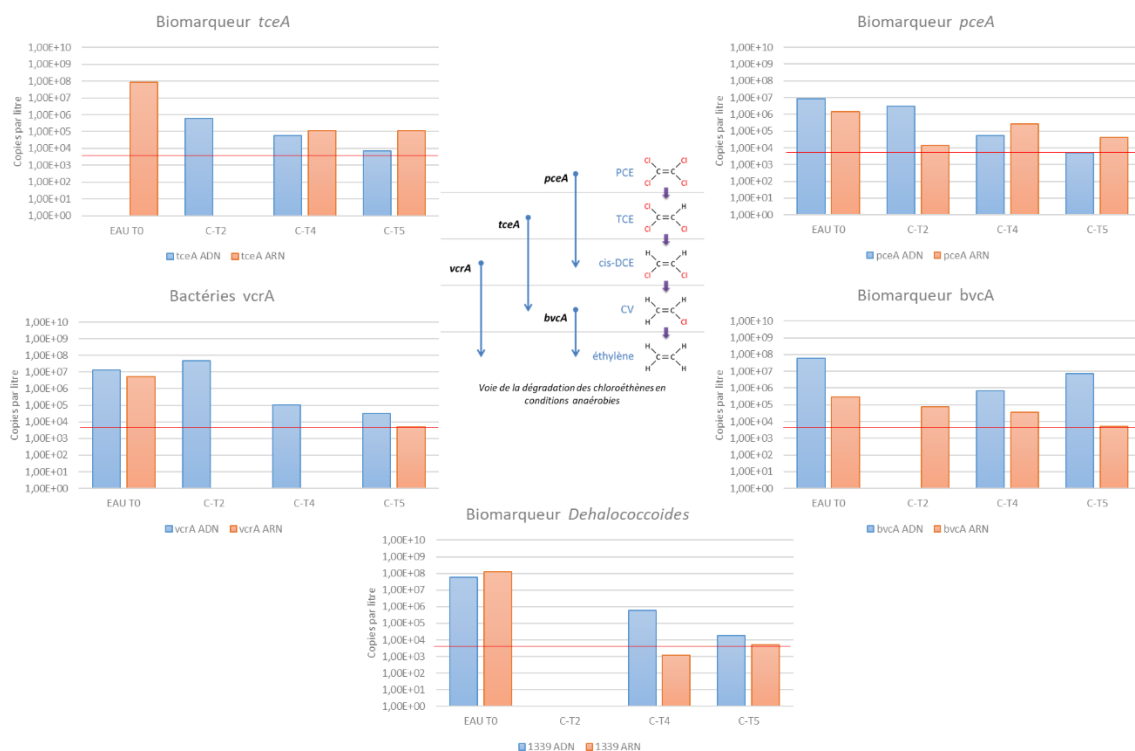 Biomarqueur tceA
Copies par litre
1,00E+10
1,00E+09
1,00E+08
1,00E+07
1,00E+06
1,00E+05
1,00E+04
1,00E+03
1,00E+02
1,00E+01
1,00E+00
EAU T0 C-T2 C-T4 C-T5
tceA ADN tceA ARN
Biomarqueur pceA
Copies par litre
1,00E+10
1,00E+09
1,00E+08
1,00E+07
1,00E+06
1,00E+05
1,00E+04
1,00E+03
1,00E+02
1,00E+01
1,00E+00
EAU T0 C-T2 C-T4 C-T5
pceA ADN pceA ARN
pceA
tceA
vcrA
bvcA
PCE
Cl Cl
C=C
Cl Cl
TCE
Cl H
C=C
Cl Cl
cis-DCE
H H
C=C
Cl Cl
CV
H H
C=C
H Cl
éthylène
H H
C=C
H H
Voie de la dégradation des chloroéthènes en
conditions anaérobies
Bactéries vcrA
Copies par litre
1,00E+10
1,00E+09
1,00E+08
1,00E+07
1,00E+06
1,00E+05
1,00E+04
1,00E+03
1,00E+02
1,00E+01
1,00E+00
EAU T0 C-T2 C-T4 C-T5
vcrA ADN vcrA ARN
Biomarqueur bvcA
Copies par litre
1,00E+10
1,00E+09
1,00E+08
1,00E+07
1,00E+06
1,00E+05
1,00E+04
1,00E+03
1,00E+02
1,00E+01
1,00E+00
EAU T0 C-T2 C-T4 C-T5
bvcA ADN bvcA ARN
Biomarqueur Dehalococcoides
Copies par litre
1,00E+10
1,00E+09
1,00E+08
1,00E+07
1,00E+06
1,00E+05
1,00E+04
1,00E+03
1,00E+02
1,00E+01
1,00E+00
EAU T0 C-T2 C-T4 C-T5
1339 ADN 1339 ARN